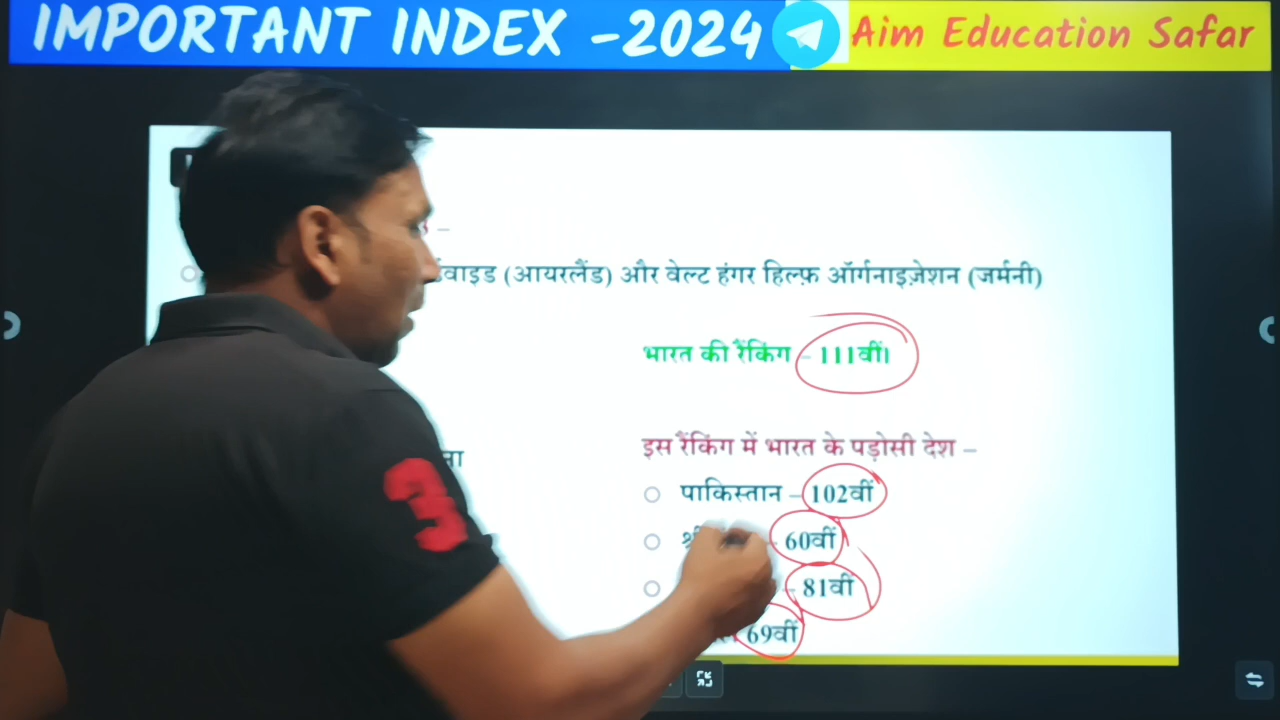 IMPORTANT INDEX -2024 Aim Education Safar
(आयरलैंड) और वेल्ट हंगर हिल्फ़ ऑर्गनाइज़ेशन (जर्मनी)
भारत की रैंकिंग – 111वीं।
इस रैंकिंग में भारत के पड़ोसी देश –
पाकिस्तान – 102वीं
60वीं
– 81वीं
69वीं
3